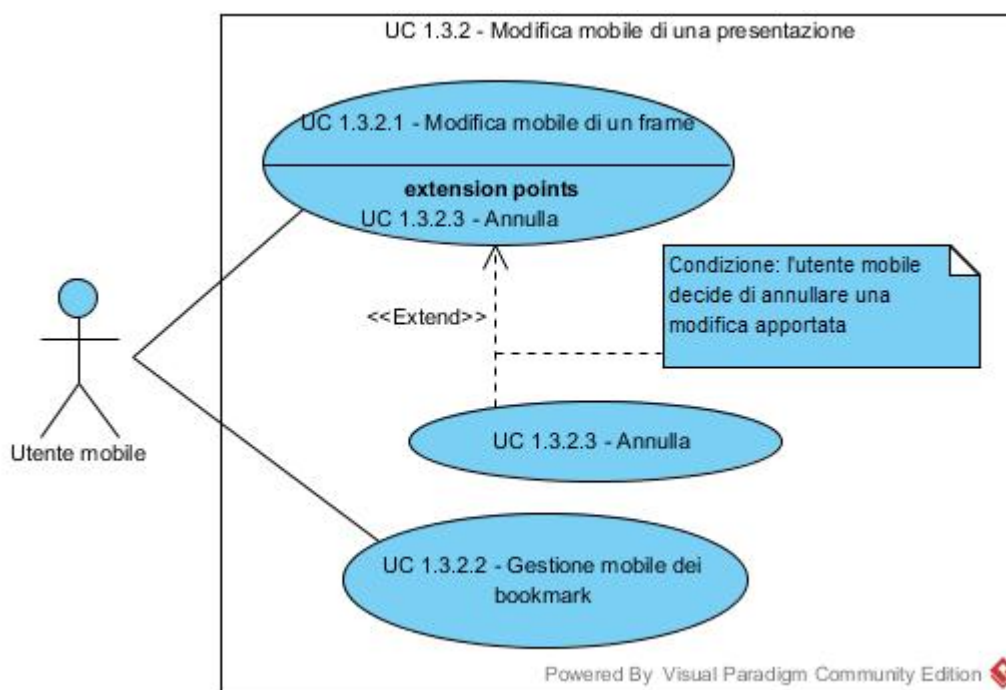 UC 1.3.2 - Modifica mobile di una presentazione
UC 1.3.2.1 - Modifica mobile di un frame
extension points
UC 1.3.2.3 - Annulla
Condizione: l'utente mobile
decide di annullare una
modifica apportata
<<Extend>>
Utente mobile
UC 1.3.2.3 - Annulla
UC 1.3.2.2 - Gestione mobile dei
bookmark
Powered By Visual Paradigm Community Edition